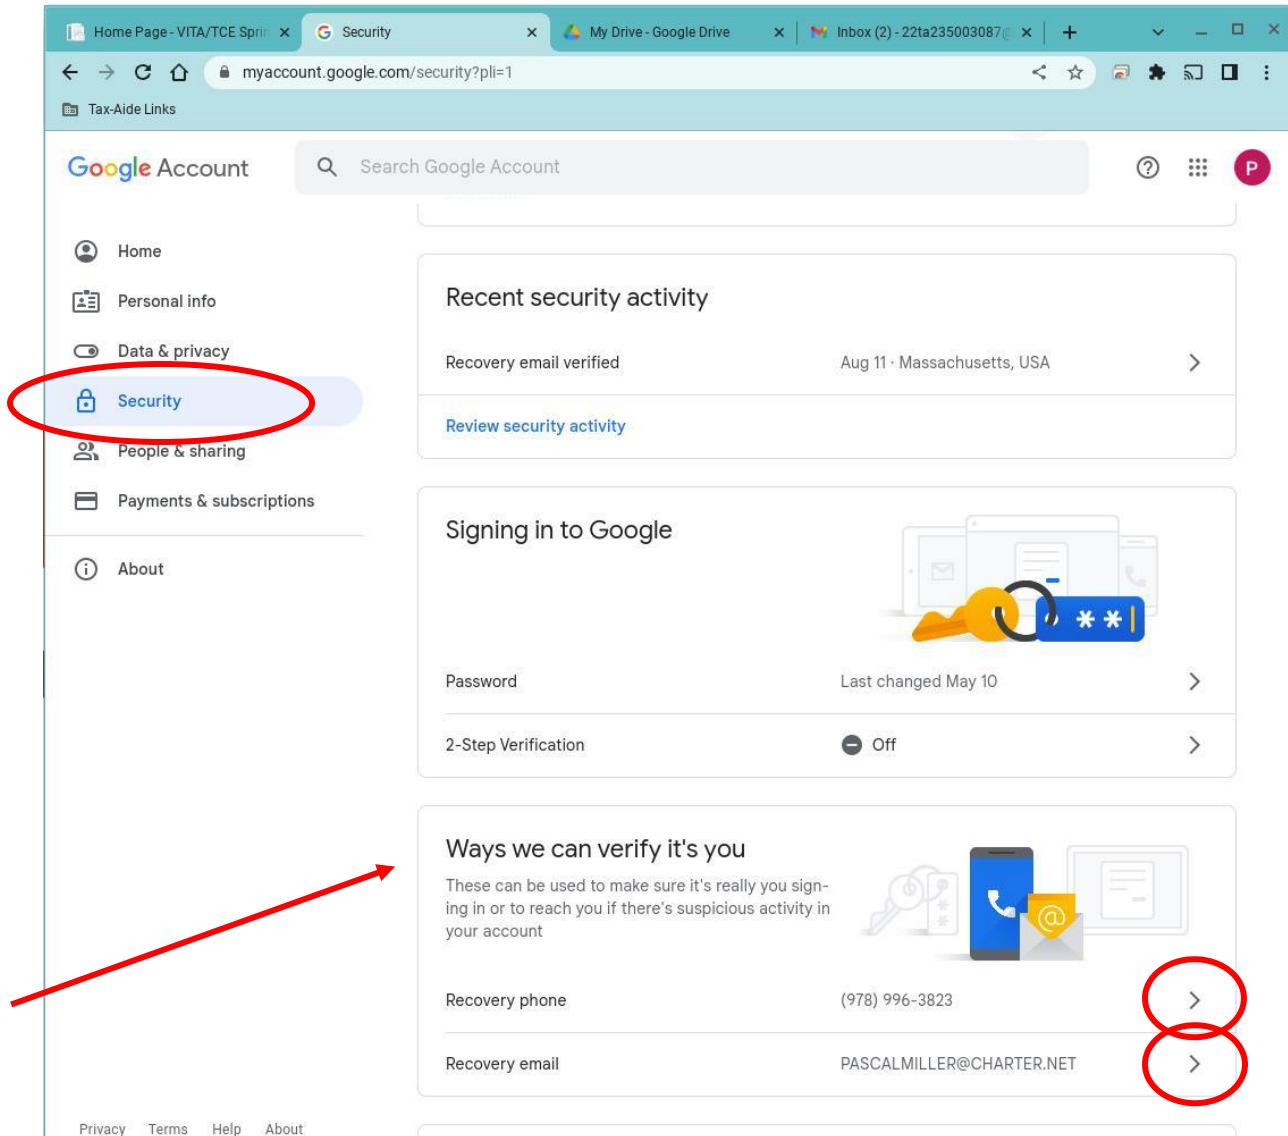 Home Page - VITA/TCE Sprin
Security
My Drive - Google Drive
Inbox (2) - 22ta235003087@
myaccount.google.com/security?pli=1
Tax-Aide Links
Google Account
Search Google Account
P
Home
Personal info
Data & privacy
Security
People & sharing
Payments & subscriptions
About
Recent security activity
Recovery email verified
Aug 11 · Massachusetts, USA
Review security activity
Signing in to Google
**
Password
Last changed May 10
2-Step Verification
Off
Ways we can verify it's you
These can be used to make sure it's really you sign-
ing in or to reach you if there's suspicious activity in
your account
@
Recovery phone
(978) 996-3823
Recovery email
PASCALMILLER@CHARTER.NET
Privacy Terms Help About